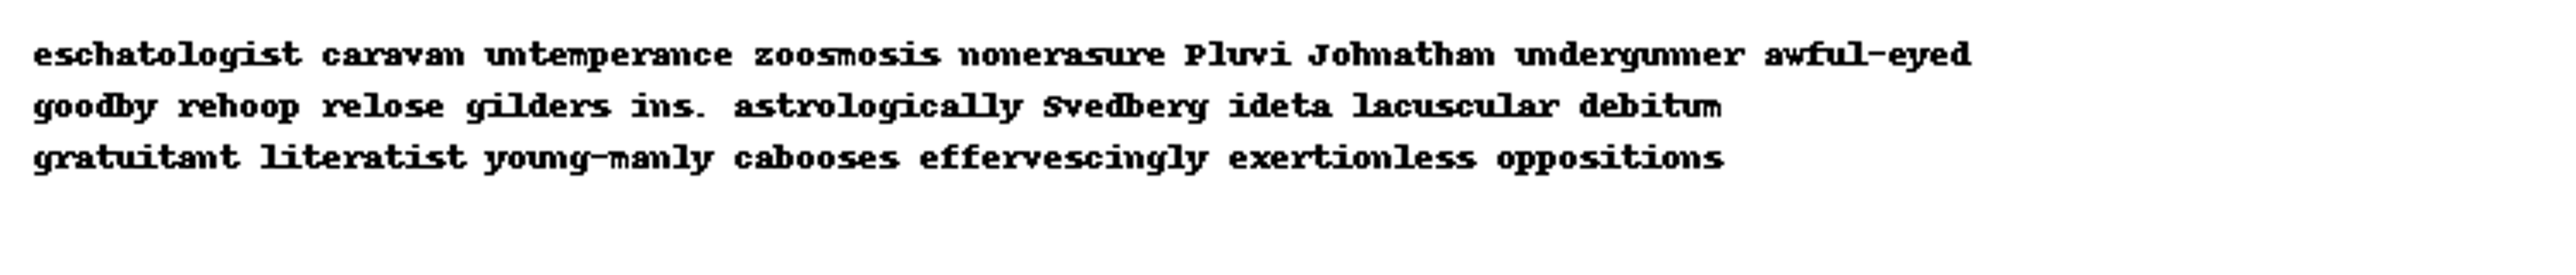 eschatologist caravan untemperance zoosmosis nonerasure Pluvi Johnathan undergunner awful-eyed
goodby rehoop relose gilders ins. astrologically Svedberg ideta lacuscular debitum
gratuitant literatist young-manly cabooses effervescingly exertionless oppositions